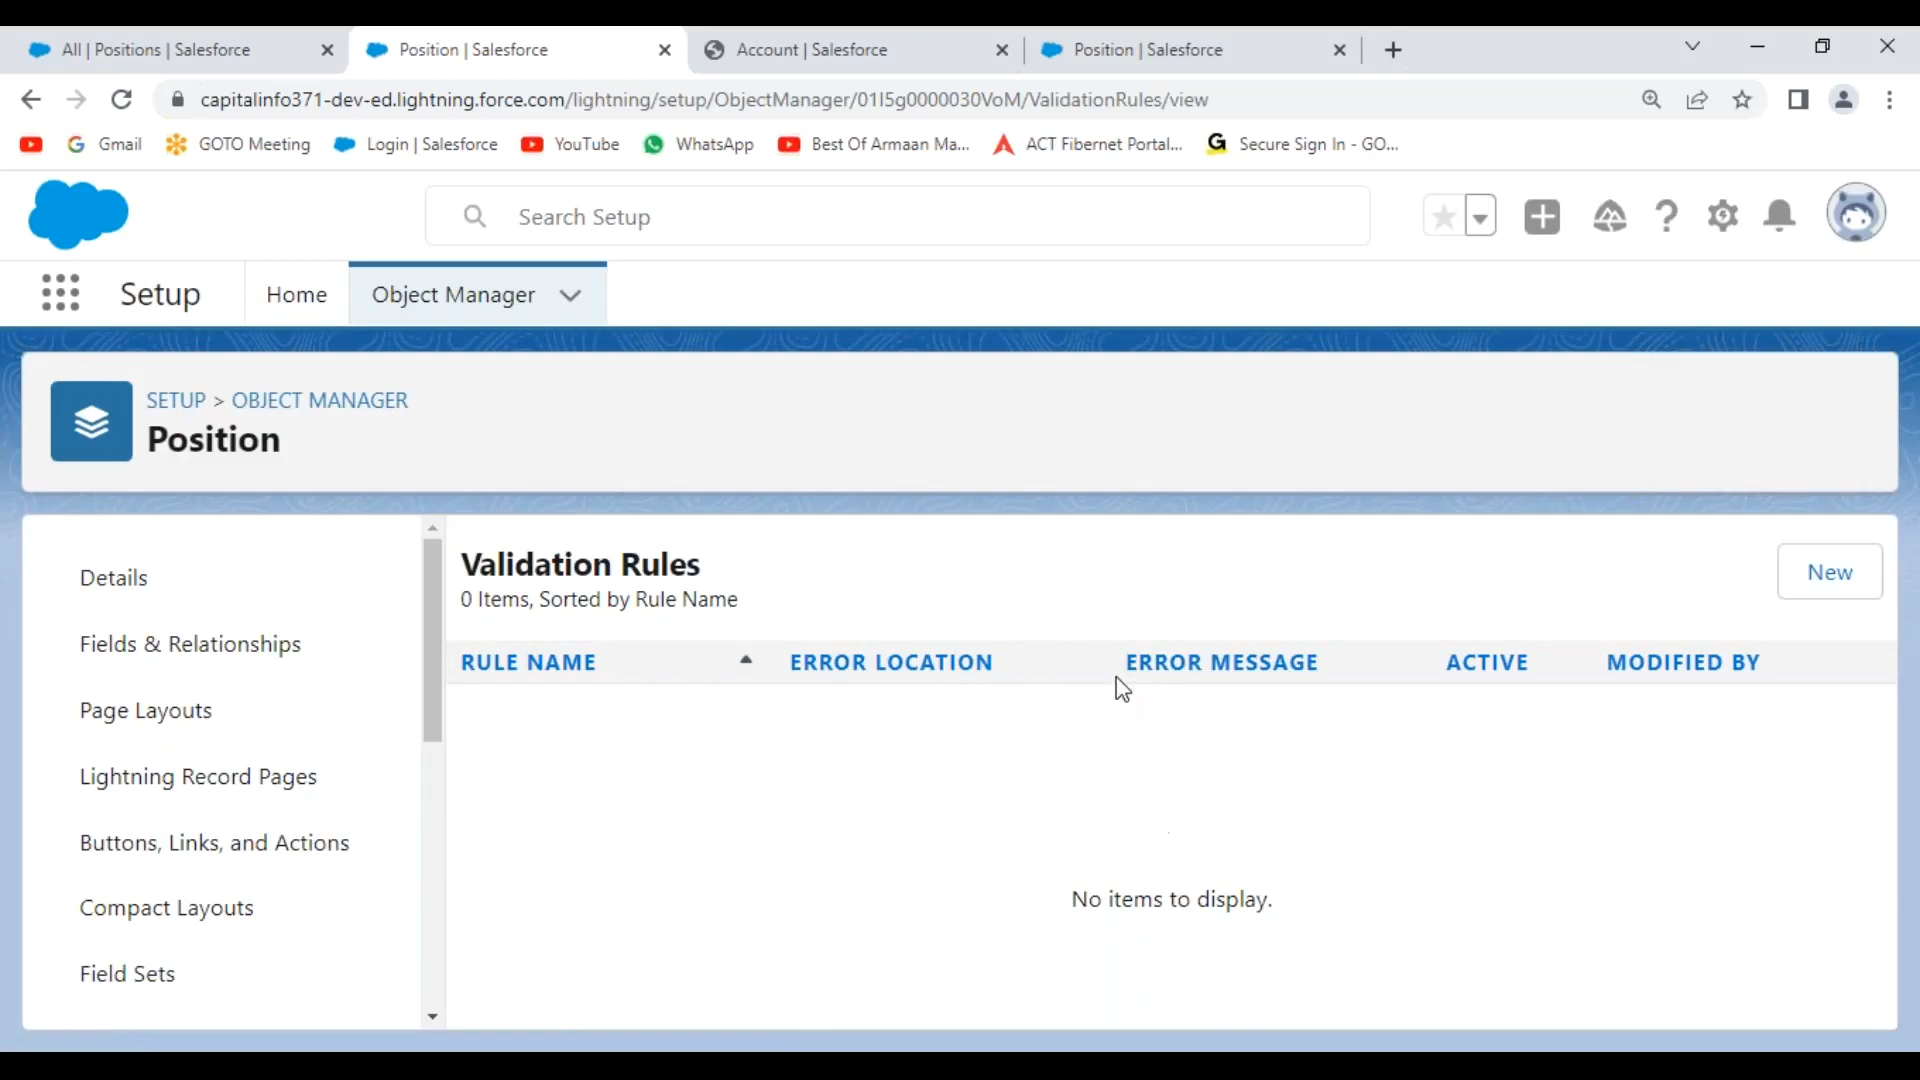 All | Positions | Salesforce
Position | Salesforce
Account | Salesforce
Position | Salesforce
capitalinfo371-dev-ed.lightning.force.com/lightning/setup/ObjectManager/01I5g0000030VoM/ValidationRules/view
Gmail
GOTO Meeting
Login | Salesforce
YouTube
WhatsApp
Best Of Armaan Ma...
ACT Fibernet Portal...
Secure Sign In - GO...
Search Setup
Setup
Home
Object Manager
SETUP > OBJECT MANAGER
Position
Details
Fields & Relationships
Page Layouts
Lightning Record Pages
Buttons, Links, and Actions
Compact Layouts
Field Sets
Validation Rules
0 Items, Sorted by Rule Name
New
RULE NAME
ERROR LOCATION
ERROR MESSAGE
ACTIVE
MODIFIED BY
No items to display.